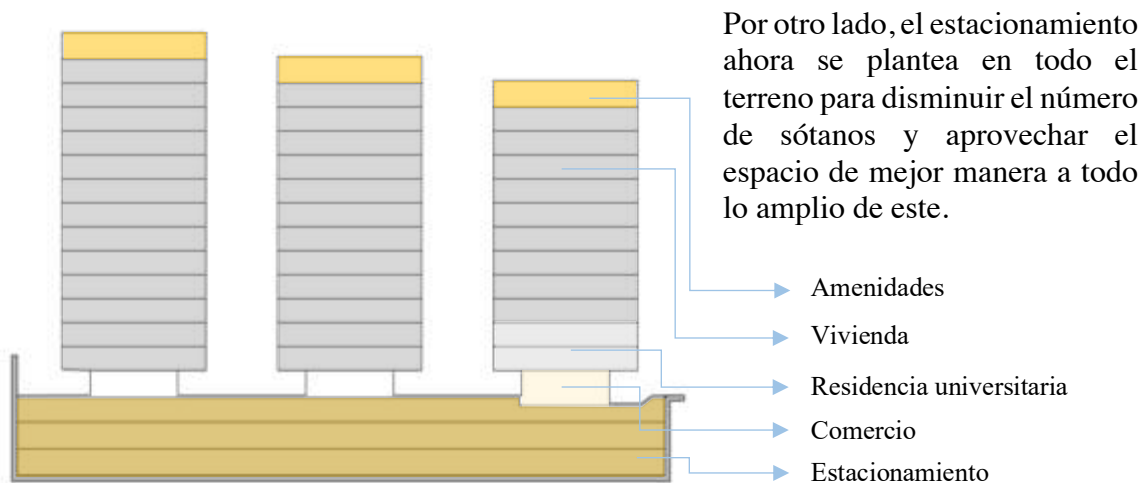 Por otro lado, el estacionamiento
ahora se plantea en todo el
terreno para disminuir el número
de sótanos y aprovechar el
espacio de mejor manera a todo
lo amplio de este.
Amenidades
Vivienda
Residencia universitaria
Comercio
Estacionamiento